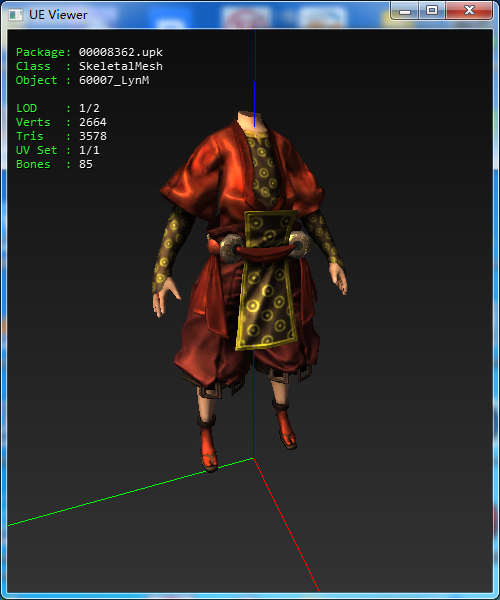 UE Viewer
Package: 00008362.upk
Class : SkeletalMesh
Object : 60007_LynM
LOD : 1/2
Verts : 2664
Tris : 3578
UV Set : 1/1
Bones : 85